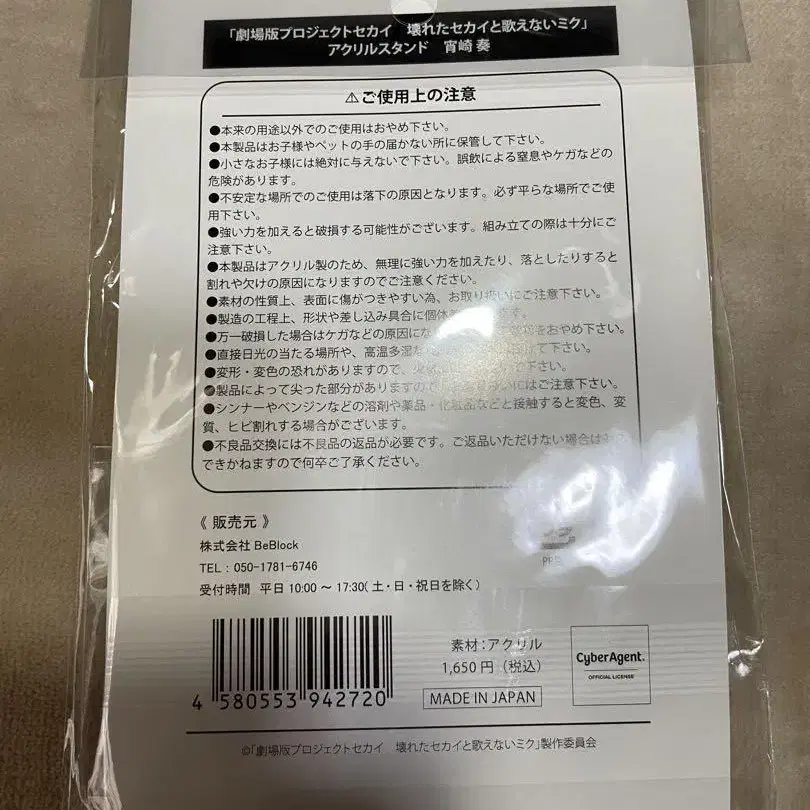 「劇場版プロジェクトセカイ 壊れたセカイと歌えないミク」
アクリルスタンド 宵崎 奏
⚠ご使用上の注意
●本来の用途以外でのご使用はおやめ下さい。
●本製品はお子様やペットの手の届かない所に保管して下さい。
●小さなお子様には絶対に与えないで下さい。誤飲による窒息やケガなどの
危険があります。
●不安定な場所でのご使用は落下の原因となります。必ず平らな場所でご使
用下さい。
●強い力を加えると破損する可能性がございます。組み立ての際は十分にご
注意下さい。
●本製品はアクリル製のため、無理に強い力を加えたり、落としたりすると
割れや欠けの原因になりますのでご注意ください。
●素材の性質上、表面に傷がつきやすい為、お取り扱いにご注意下さい。
●製造の工程上、形状や差し込み具合に個体
●万一破損した場合はケガなどの原因にな をおやめ下さい。
●直接日光の当たる場所や、高温多湿な 下さい。
●変形・変色の恐れがありますので、 下さい。
●製品によって尖った部分がありますので にはご注意下さい。
●シンナーやベンジンなどの溶剤や薬品・化粧品などと接触すると変色、変
質、ヒビ割れする場合がございます。
●不良品交換には不良品の返品が必要です。ご返品いただけない場合は
できかねますので何卒ご了承ください。
《 販売元 》
株式会社 BeBlock
TEL : 050-1781-6746
受付時間 平日 10:00 ～ 17:30( 土・日・祝日を除く)
素材:アクリル
1,650 円 (税込)
MADE IN JAPAN
CyberAgent.
OFFICIAL LICENSE
4 580553 942720
©「劇場版プロジェクトセカイ 壊れたセカイと歌えないミク」製作委員会